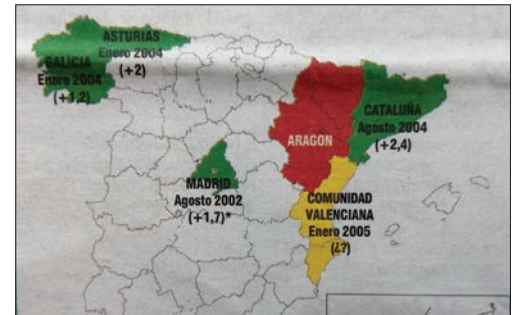 ASTURIAS
Enero 2004
(+2)
GALICIA
Enero 2004
(+1,2)
CATALUÑA
Agosto 2004
(+2,4)
ARAGON
MADRID
Agosto 2002
(+1,7)*
COMUNIDAD
VALENCIANA
Enero 2005
(¿?)